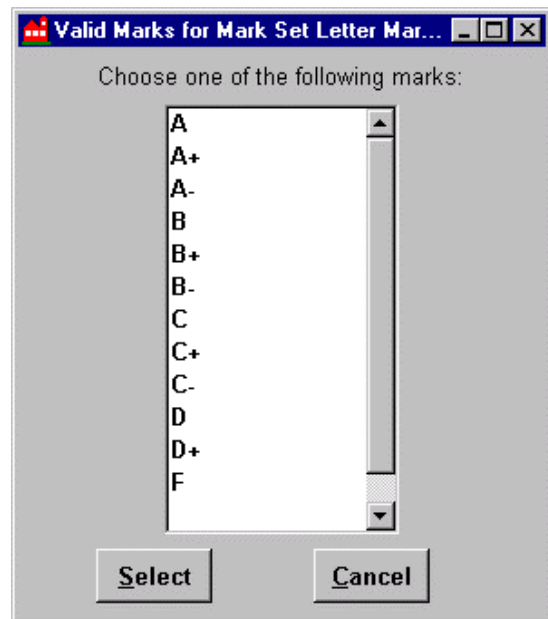 Valid Marks for Mark Set Letter Mar...
Choose one of the following marks:
A
A+
A-
B
B+
B-
C
C+
C-
D
D+
F
Select Cancel